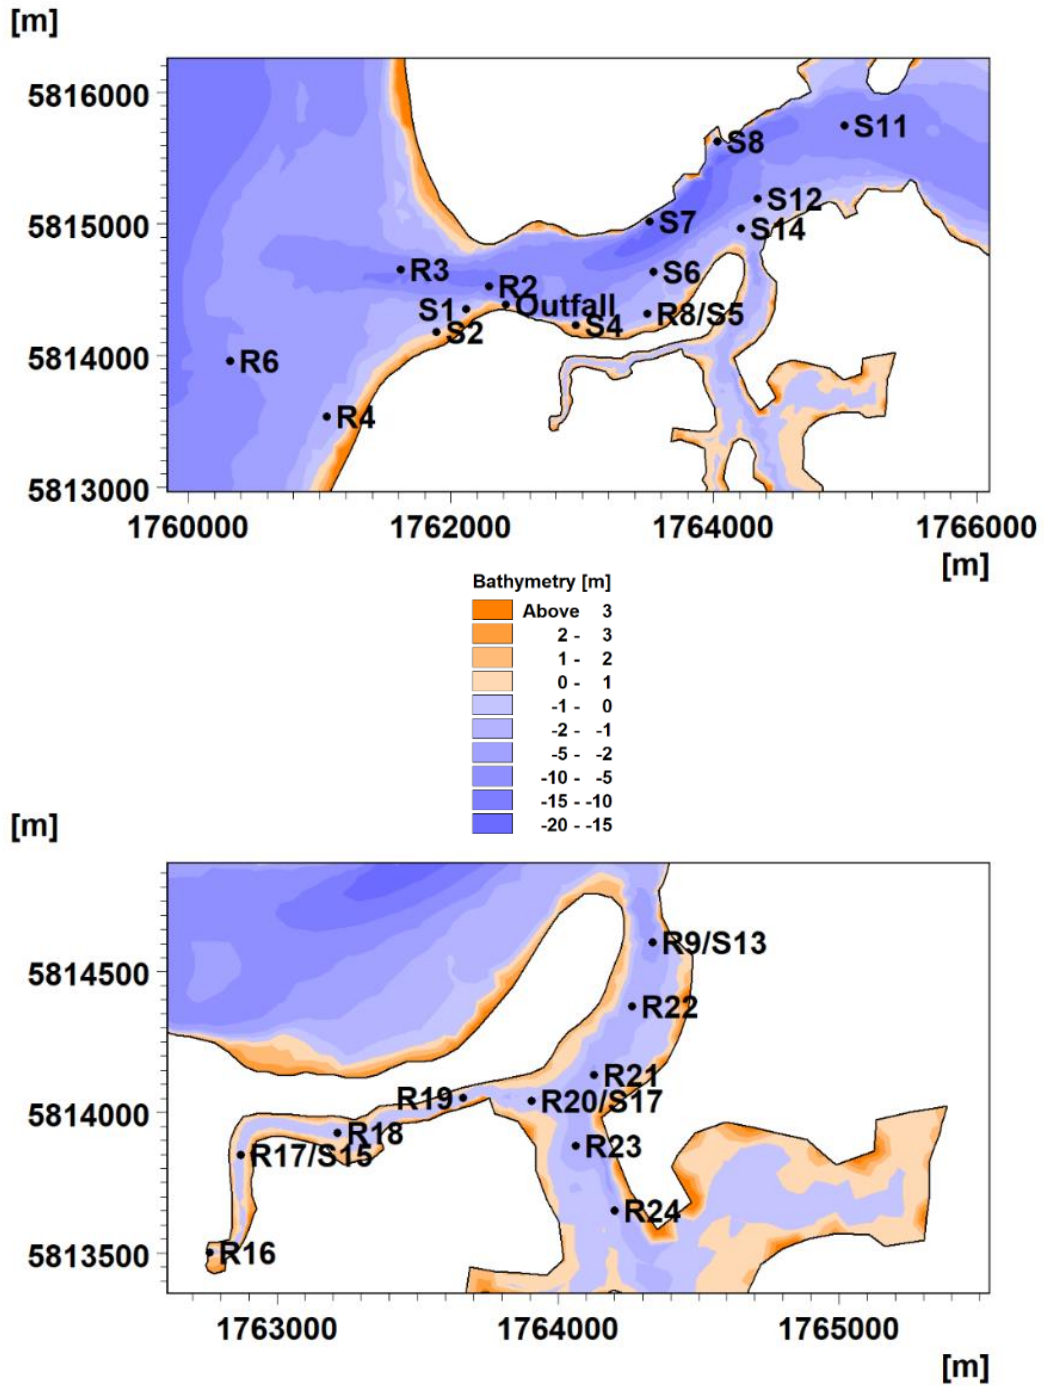 [m]
5816000
S11
S8
S12
5815000
S7
S14
R3
R2
S6
S1
Outfall
R8/S5
S2
S4
5814000
R6
R4
5813000
1760000
1762000
1764000
1766000
[m]
Bathymetry [m]
Above 3
2 - 3
1 - 2
0 - 1
-1 - 0
-2 - -1
-5 - -2
-10 - -5
-15 - -10
-20 - -15
[m]
R9/S13
5814500
R22
R21
R19
R20/S17
5814000
R18
R23
R17/S15
R24
5813500
R16
1763000
1764000
1765000
[m]